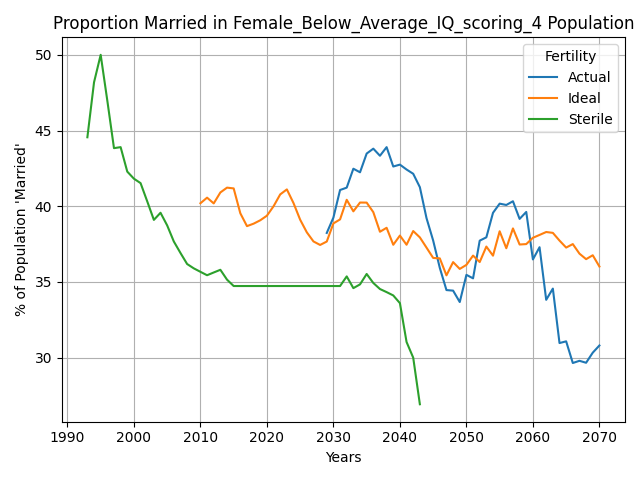 Proportion Married in Female_Below_Average_IQ_scoring_4 Population
% of Population 'Married'
50
45
40
35
30
Fertility
Actual
Ideal
Sterile
1990 2000 2010 2020 2030 2040 2050 2060 2070
Years